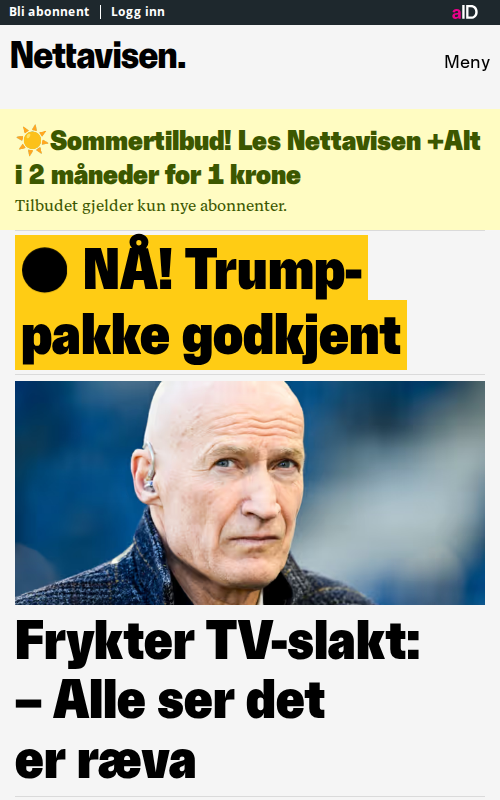 Bli abonnent | Logg inn
aID
Nettavisen.
Meny
☀️Sommertilbud! Les Nettavisen +Alt
i 2 måneder for 1 krone
Tilbudet gjelder kun nye abonnenter.
● NÅ! Trump-
pakke godkjent
Frykter TV-slakt:
– Alle ser det
er ræva